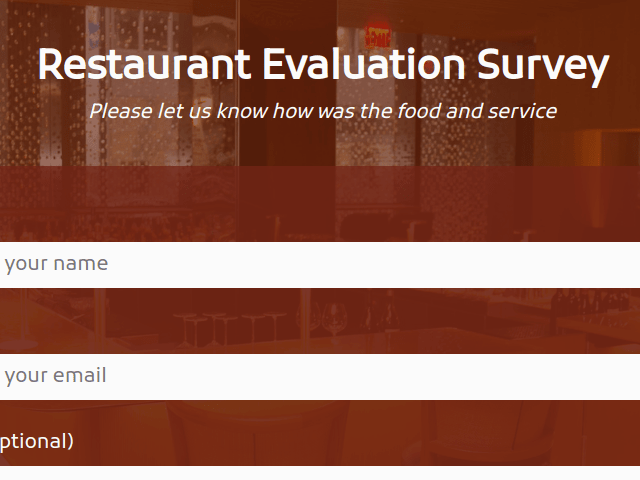 Restaurant Evaluation Survey
Please let us know how was the food and service
your name
your email
ptional)